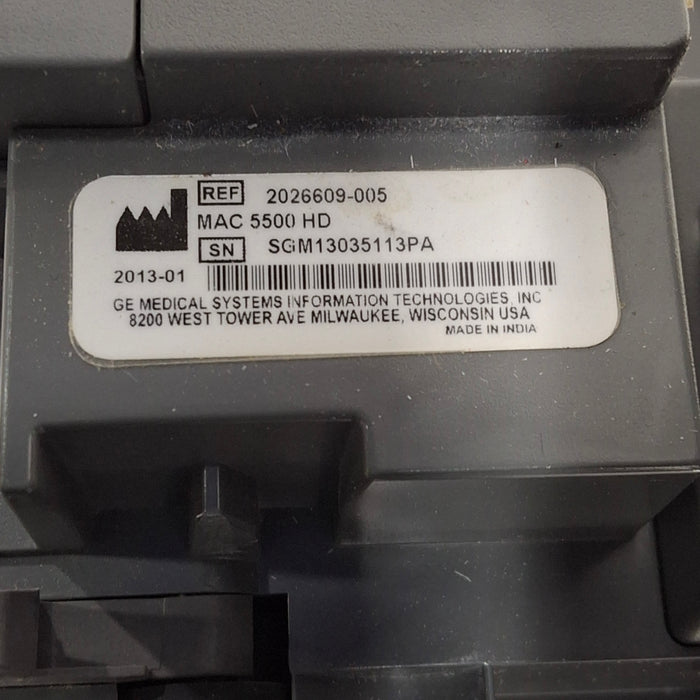 REF 2026609-005
MAC 5500 HD
SN SGM13035113PA
2013-01
GE MEDICAL SYSTEMS INFORMATION TECHNOLOGIES, INC
8200 WEST TOWER AVE MILWAUKEE, WISCONSIN USA
MADE IN INDIA